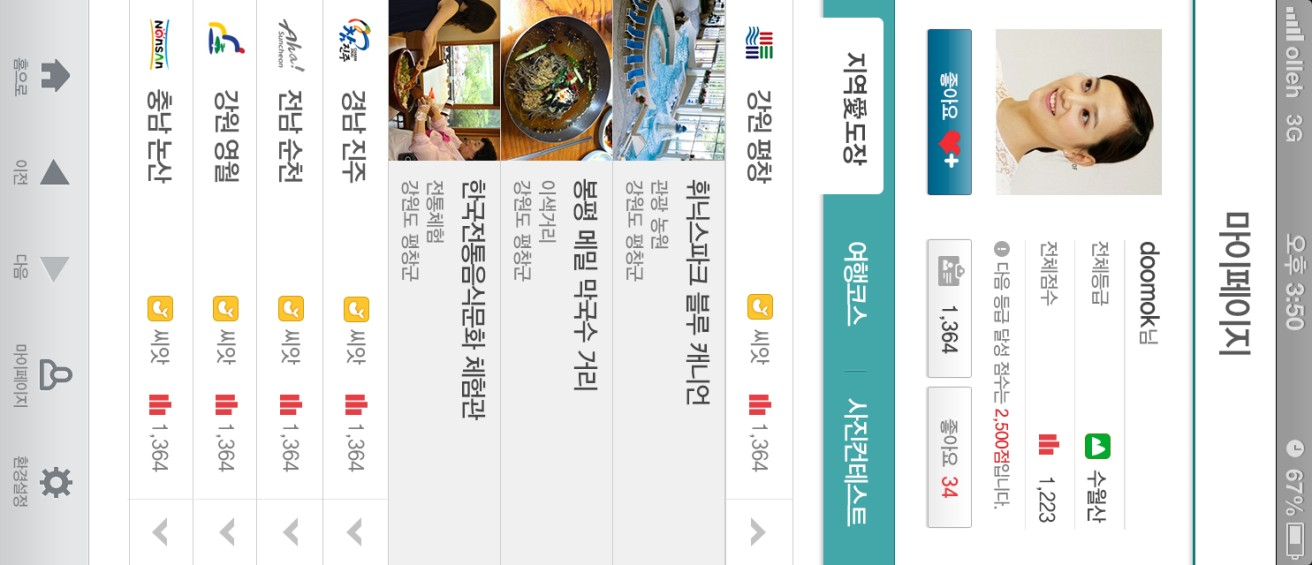 olleh 3G 오후 3:50 67%
마이페이지
doomok님
전체등급 수월산
전체점수 1,223
다음 등급 달성 점수는 2,500점입니다.
좋아요 + 1,364 좋아요 34
지역愛도장 여행코스 사진컨테스트
강원 평창 씨앗 1,364
휘닉스파크 블루 캐니언
관광 농원
강원도 평창군
봉평 메밀 막국수 거리
이색거리
강원도 평창군
한국전통음식문화 체험관
전통체험
강원도 평창군
경남 진주 씨앗 1,364
Aha! Suncheon 전남 순천 씨앗 1,364
강원 영월 씨앗 1,364
NONSAN 충남 논산 씨앗 1,364
홈으로 이전 다음 마이페이지 환경설정